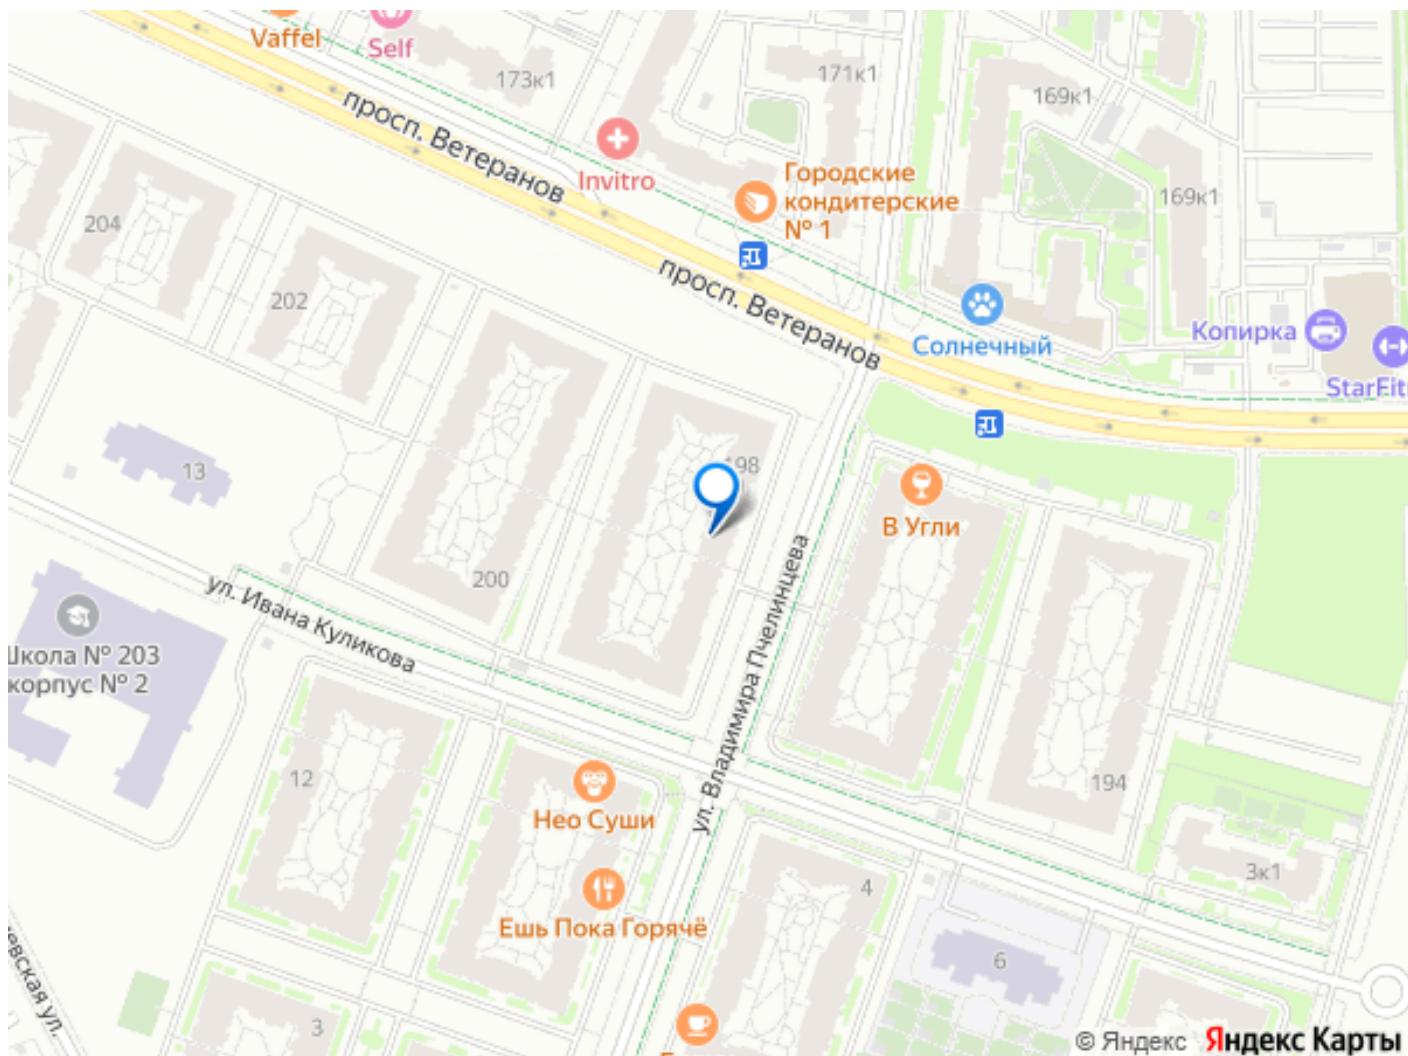 Vaffel
Self
173к1
171к1
169к1
просп. Ветеранов
Invitro
Городские
кондитерские
№ 1
169к1
204
202
просп. Ветеранов
Солнечный
Копирка
StarFit
13
198
В Угли
200
ул. Ивана Куликова
ул. Владимира Пчелинцева
Школа № 203
корпус № 2
12
Нео Суши
194
3к1
4
Ешь Пока Горячё
6
3
евская ул.
© Яндекс Яндекс Карты